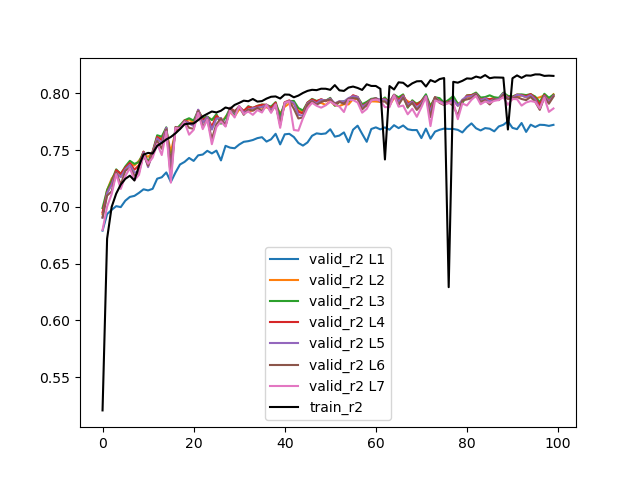 0.80
0.75
0.70
0.65
0.60
0.55
valid_r2 L1
valid_r2 L2
valid_r2 L3
valid_r2 L4
valid_r2 L5
valid_r2 L6
valid_r2 L7
train_r2
0 20 40 60 80 100